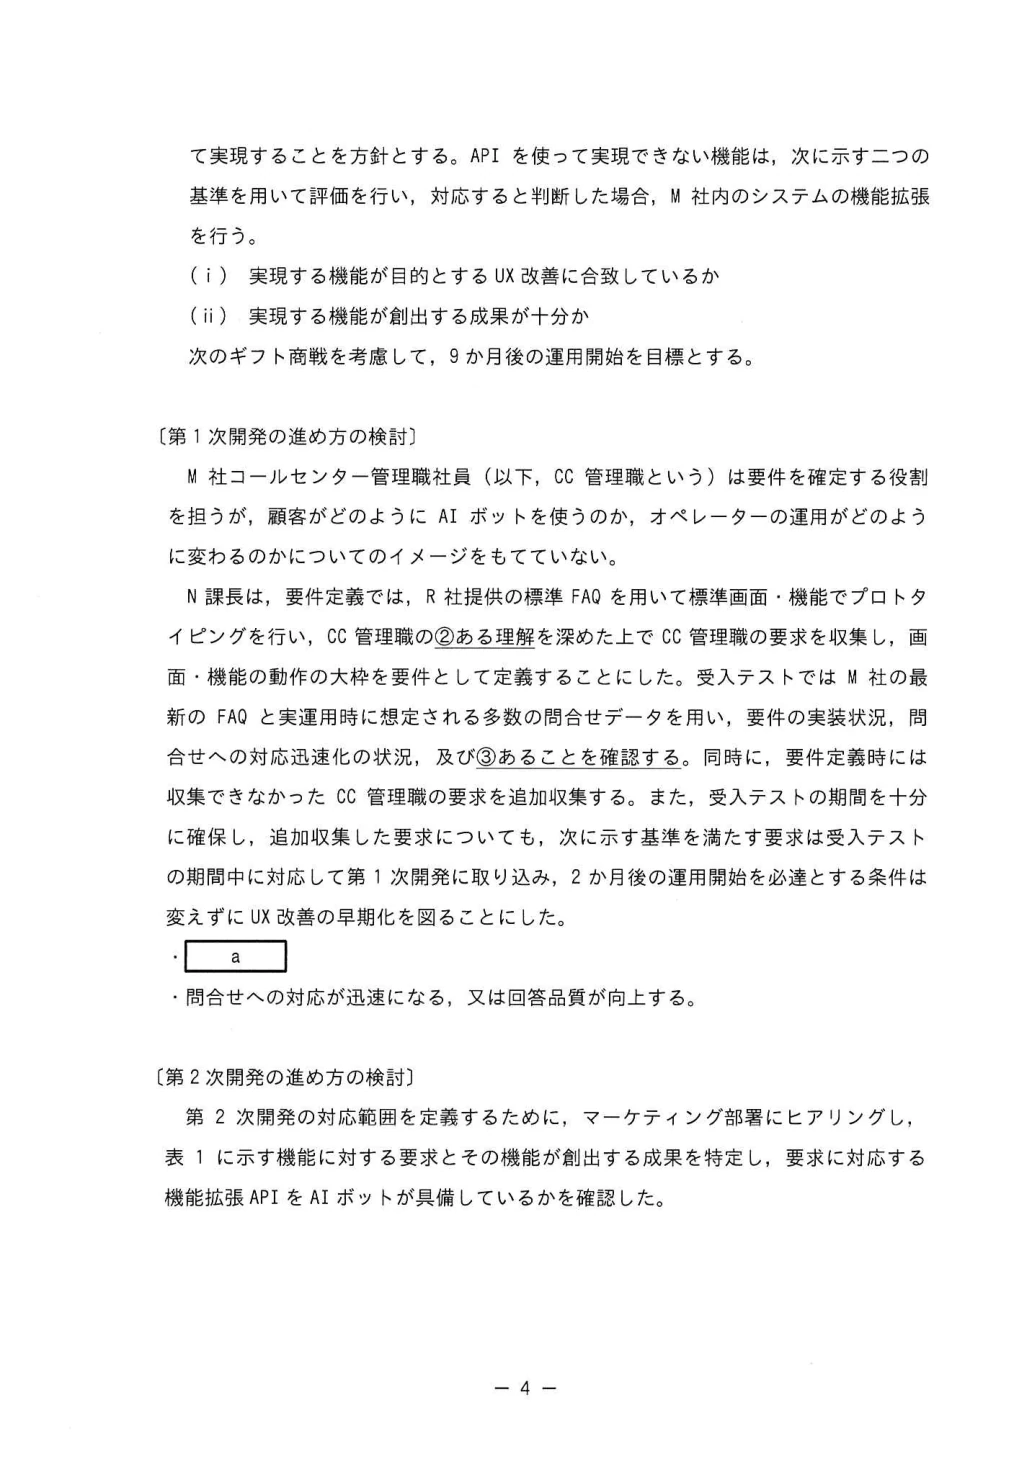 て実現することを方針とする。API を使って実現できない機能は，次に示す二つの
基準を用いて評価を行い，対応すると判断した場合，M 社内のシステムの機能拡張
を行う。
（ⅰ） 実現する機能が目的とする UX 改善に合致しているか
（ⅱ） 実現する機能が創出する成果が十分か
次のギフト商戦を考慮して，9 か月後の運用開始を目標とする。
〔第 1 次開発の進め方の検討〕
M 社コールセンター管理職社員（以下，CC 管理職という）は要件を確定する役割
を担うが，顧客がどのように AI ボットを使うのか，オペレーターの運用がどのよう
に変わるのかについてのイメージをもてていない。
N 課長は，要件定義では，R 社提供の標準 FAQ を用いて標準画面・機能でプロトタ
イピングを行い，CC 管理職の②ある理解を深めた上で CC 管理職の要求を収集し，画
面・機能の動作の大枠を要件として定義することにした。受入テストでは M 社の最
新の FAQ と実運用時に想定される多数の問合せデータを用い，要件の実装状況，問
合せへの対応迅速化の状況，及び③あることを確認する。同時に，要件定義時には
収集できなかった CC 管理職の要求を追加収集する。また，受入テストの期間を十分
に確保し，追加収集した要求についても，次に示す基準を満たす要求は受入テスト
の期間中に対応して第 1 次開発に取り込み，2 か月後の運用開始を必達とする条件は
変えずに UX 改善の早期化を図ることにした。
・ a
・問合せへの対応が迅速になる，又は回答品質が向上する。
〔第 2 次開発の進め方の検討〕
第 2 次開発の対応範囲を定義するために，マーケティング部署にヒアリングし，
表 1 に示す機能に対する要求とその機能が創出する成果を特定し，要求に対応する
機能拡張 API を AI ボットが具備しているかを確認した。
－ 4 －